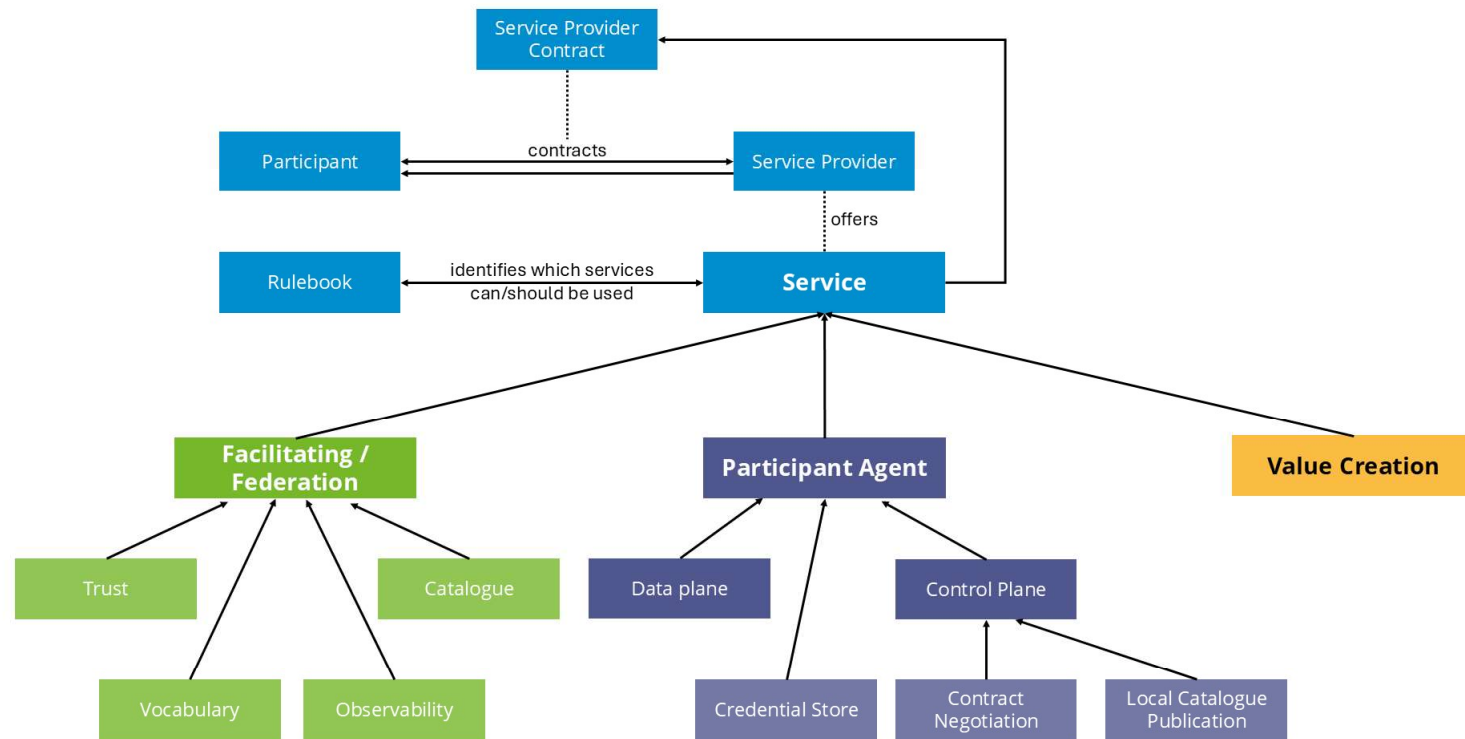 Service Provider
Contract
Participant
contracts
Service Provider
offers
Rulebook
identifies which services
can/should be used
Service
Facilitating /
Federation
Participant Agent
Value Creation
Trust
Catalogue
Data plane
Control Plane
Vocabulary
Observability
Credential Store
Contract
Negotiation
Local Catalogue
Publication